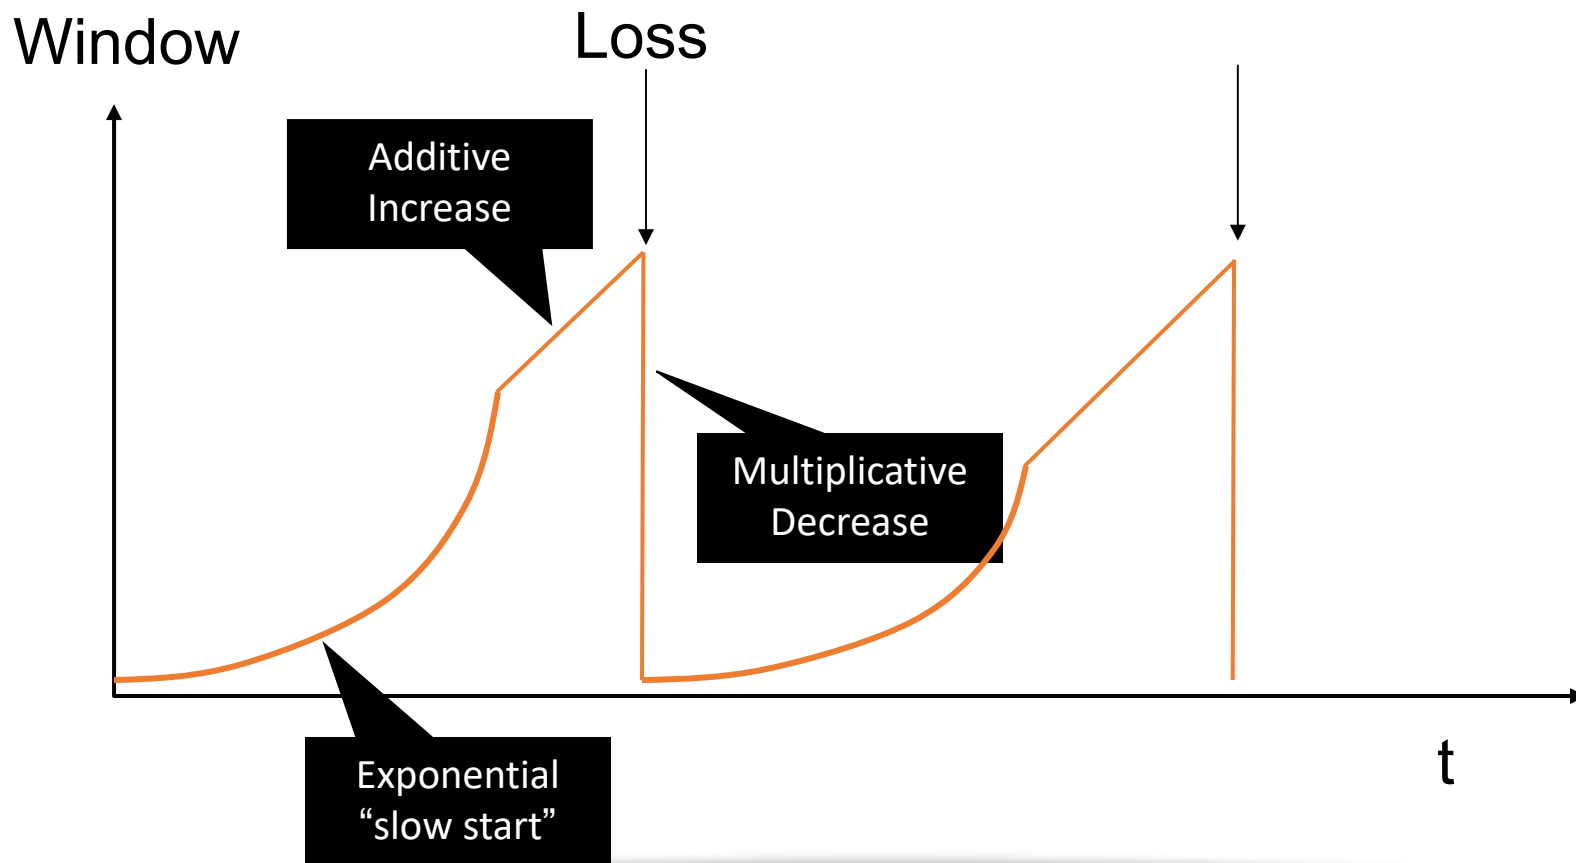 Window
Loss
Additive
Increase
Multiplicative
Decrease
Exponential
“slow start”
t